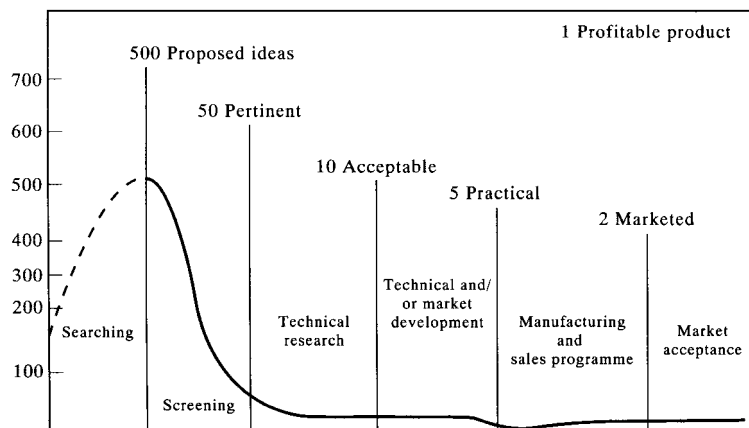 1 Profitable product
500 Proposed ideas
700
50 Pertinent
600
10 Acceptable
500
5 Practical
2 Marketed
400
300
Technical and/
or market
development
200
Searching
Technical
research
Manufacturing
and
sales programme
Market
acceptance
100
Screening